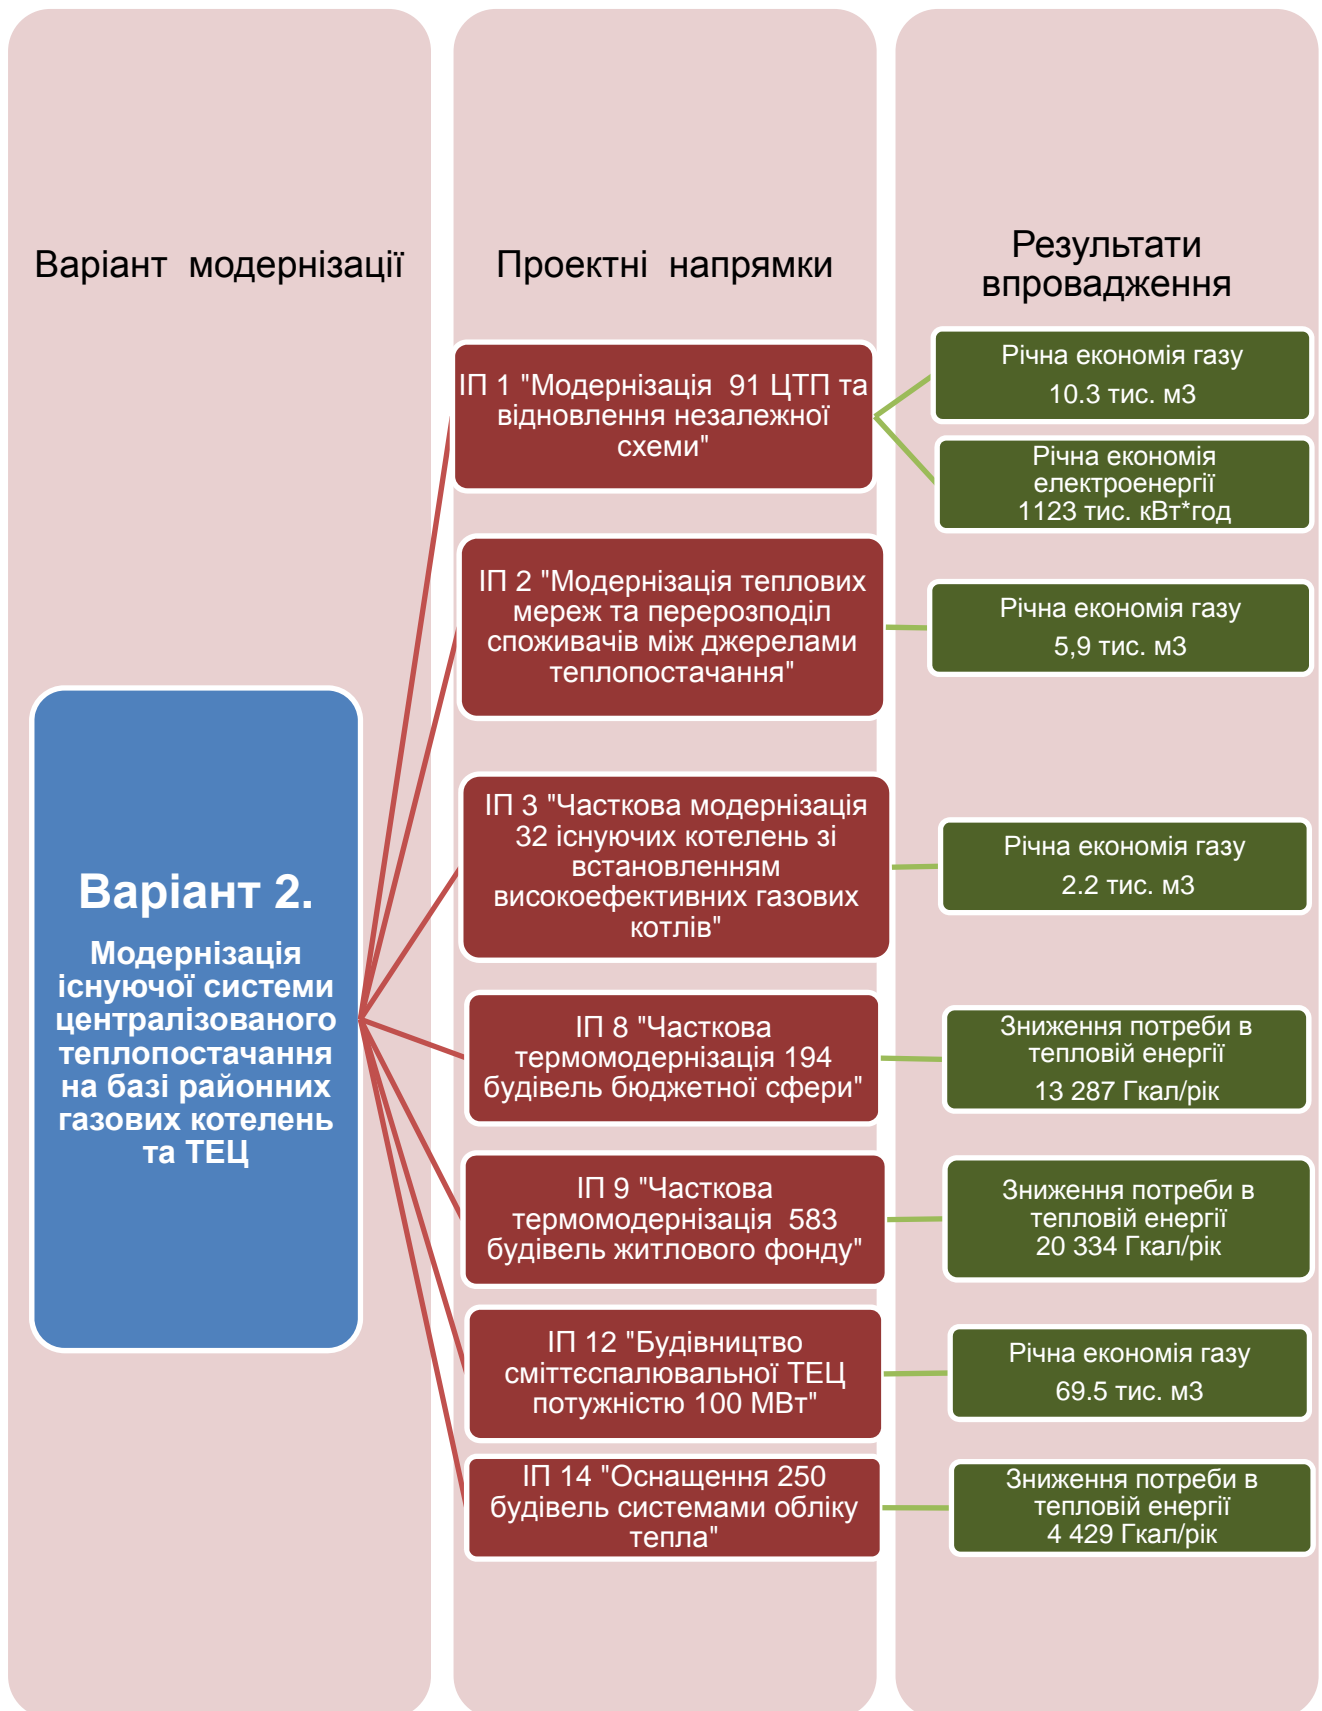 Варіант модернізації
Проектні напрямки
Результати
впровадження
Варіант 2.
Модернізація
існуючої системи
централізованого
теплопостачання
на базі районних
газових котелень
та ТЕЦ
ІП 1 "Модернізація 91 ЦТП та
відновлення незалежної
схеми"
Річна економія газу
10.3 тис. м3
Річна економія
електроенергії
1123 тис. кВт*год
ІП 2 "Модернізація теплових
мереж та перерозподіл
споживачів між джерелами
теплопостачання"
Річна економія газу
5,9 тис. м3
ІП 3 "Часткова модернізація
32 існуючих котелень зі
встановленням
високоефективних газових
котлів"
Річна економія газу
2.2 тис. м3
ІП 8 "Часткова
термомодернізація 194
будівель бюджетної сфери"
Зниження потреби в
тепловій енергії
13 287 Гкал/рік
ІП 9 "Часткова
термомодернізація 583
будівель житлового фонду"
Зниження потреби в
тепловій енергії
20 334 Гкал/рік
ІП 12 "Будівництво
сміттєспалювальної ТЕЦ
потужністю 100 МВт"
Річна економія газу
69.5 тис. м3
ІП 14 "Оснащення 250
будівель системами обліку
тепла"
Зниження потреби в
тепловій енергії
4 429 Гкал/рік